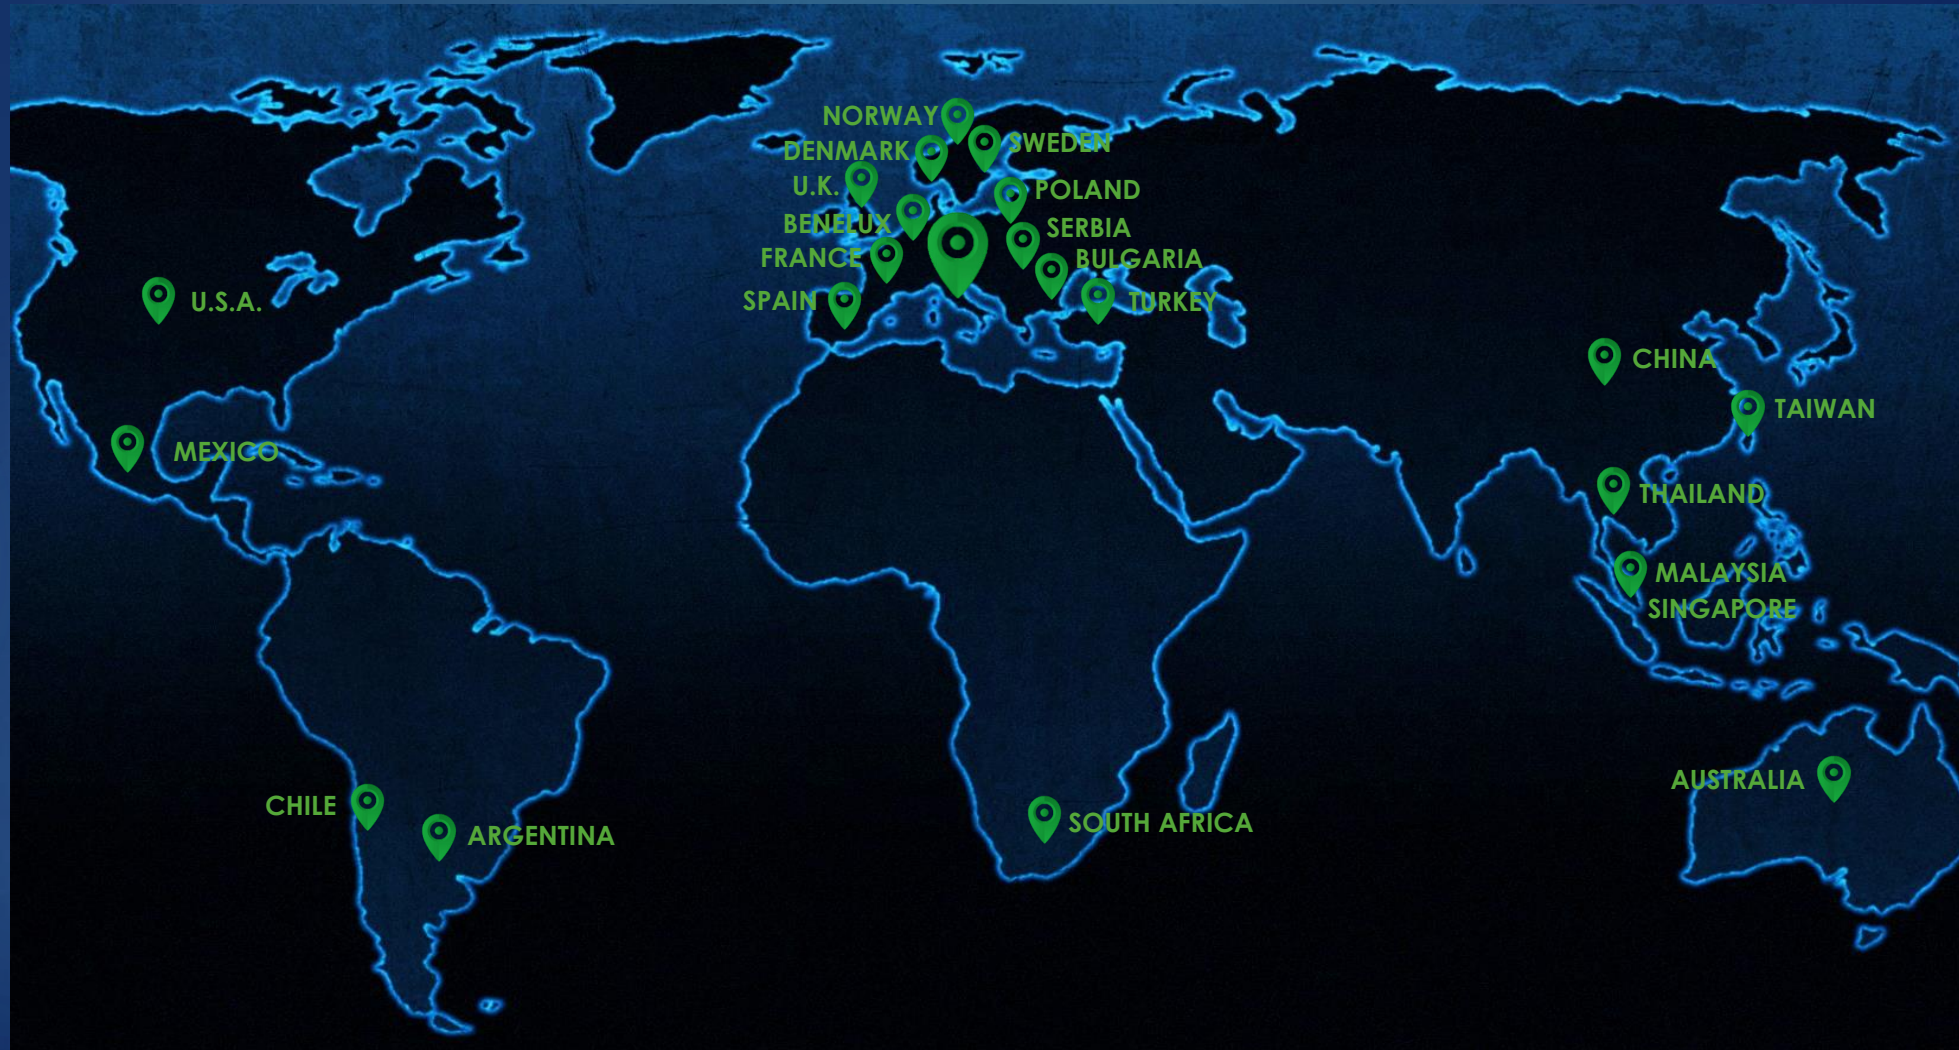 NORWAY
SWEDEN
DENMARK
U.K.
POLAND
BENELUX
SERBIA
FRANCE
BULGARIA
SPAIN
TURKEY
U.S.A.
CHINA
TAIWAN
MEXICO
THAILAND
MALAYSIA
SINGAPORE
AUSTRALIA
CHILE
SOUTH AFRICA
ARGENTINA